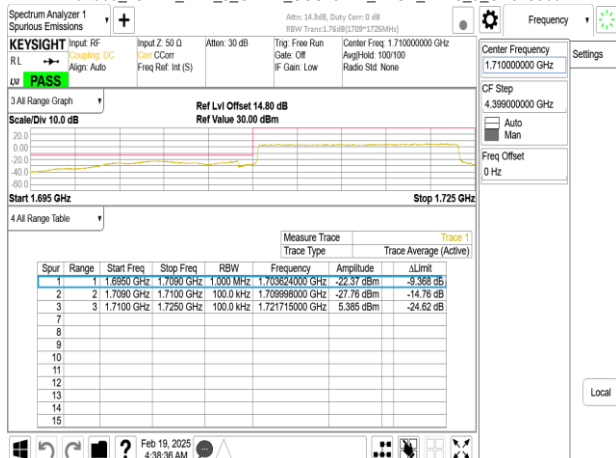 Spectrum Analyzer 1
Spurious Emissions
+
Attn: 14.3dB, Duty Corr: 0 dB
RBW Trans:1.76dB(1709~1725MHz)
Frequency
KEYSIGHT
Input: RF
Input Z: 50 Ω
Atten: 30 dB
Trig: Free Run
Center Freq: 1.710000000 GHz
RL
Coupling: DC
Corr CCorr
Gate: Off
Avg|Hold: 100/100
Align: Auto
Freq Ref: Int (S)
IF Gain: Low
Radio Std: None
LXI
PASS
Center Frequency
1.710000000 GHz
Settings
CF Step
4.399000000 GHz
Auto
Man
Freq Offset
0 Hz
3 All Range Graph
Ref Lvl Offset 14.80 dB
Scale/Div 10.0 dB
Ref Value 30.00 dBm
20.0
0.00
-20.0
-40.0
-60.0
Start 1.695 GHz
Stop 1.725 GHz
4 All Range Table
Measure Trace Trace 1
Trace Type Trace Average (Active)
Spur Range Start Freq Stop Freq RBW Frequency Amplitude ΔLimit
1 1 1.6950 GHz 1.7090 GHz 1.000 MHz 1.703624000 GHz -22.37 dBm -9.368 dB
2 2 1.7090 GHz 1.7100 GHz 100.0 kHz 1.709998000 GHz -27.76 dBm -14.76 dB
3 3 1.7100 GHz 1.7250 GHz 100.0 kHz 1.721715000 GHz 5.385 dBm -24.62 dB
7
8
9
10
11
12
13
14
15
Local
?
Feb 19, 2025
4:38:36 AM